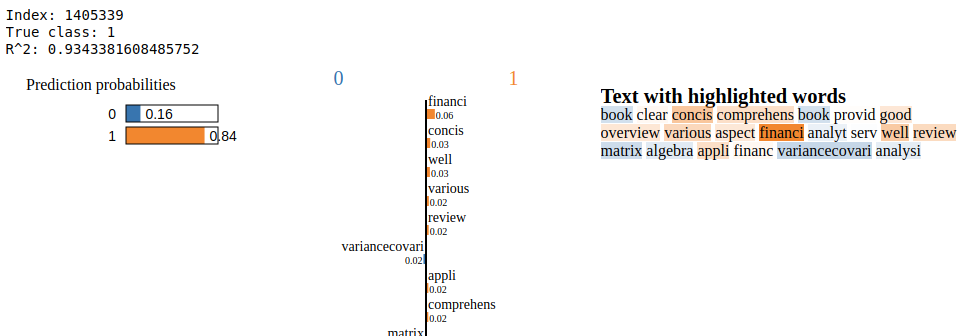 Index: 1405339
True class: 1
R^2: 0.9343381608485752
Prediction probabilities
0 0.16
1 0.84
0 1
financi
0.06
concis
0.03
well
0.03
various
0.02
review
0.02
variancecovari
0.02
appli
0.02
comprehens
0.02
matrix
Text with highlighted words
book clear concis comprehens book provid good
overview various aspect financi analyt serv well review
matrix algebra appli financ variancecovari analysi